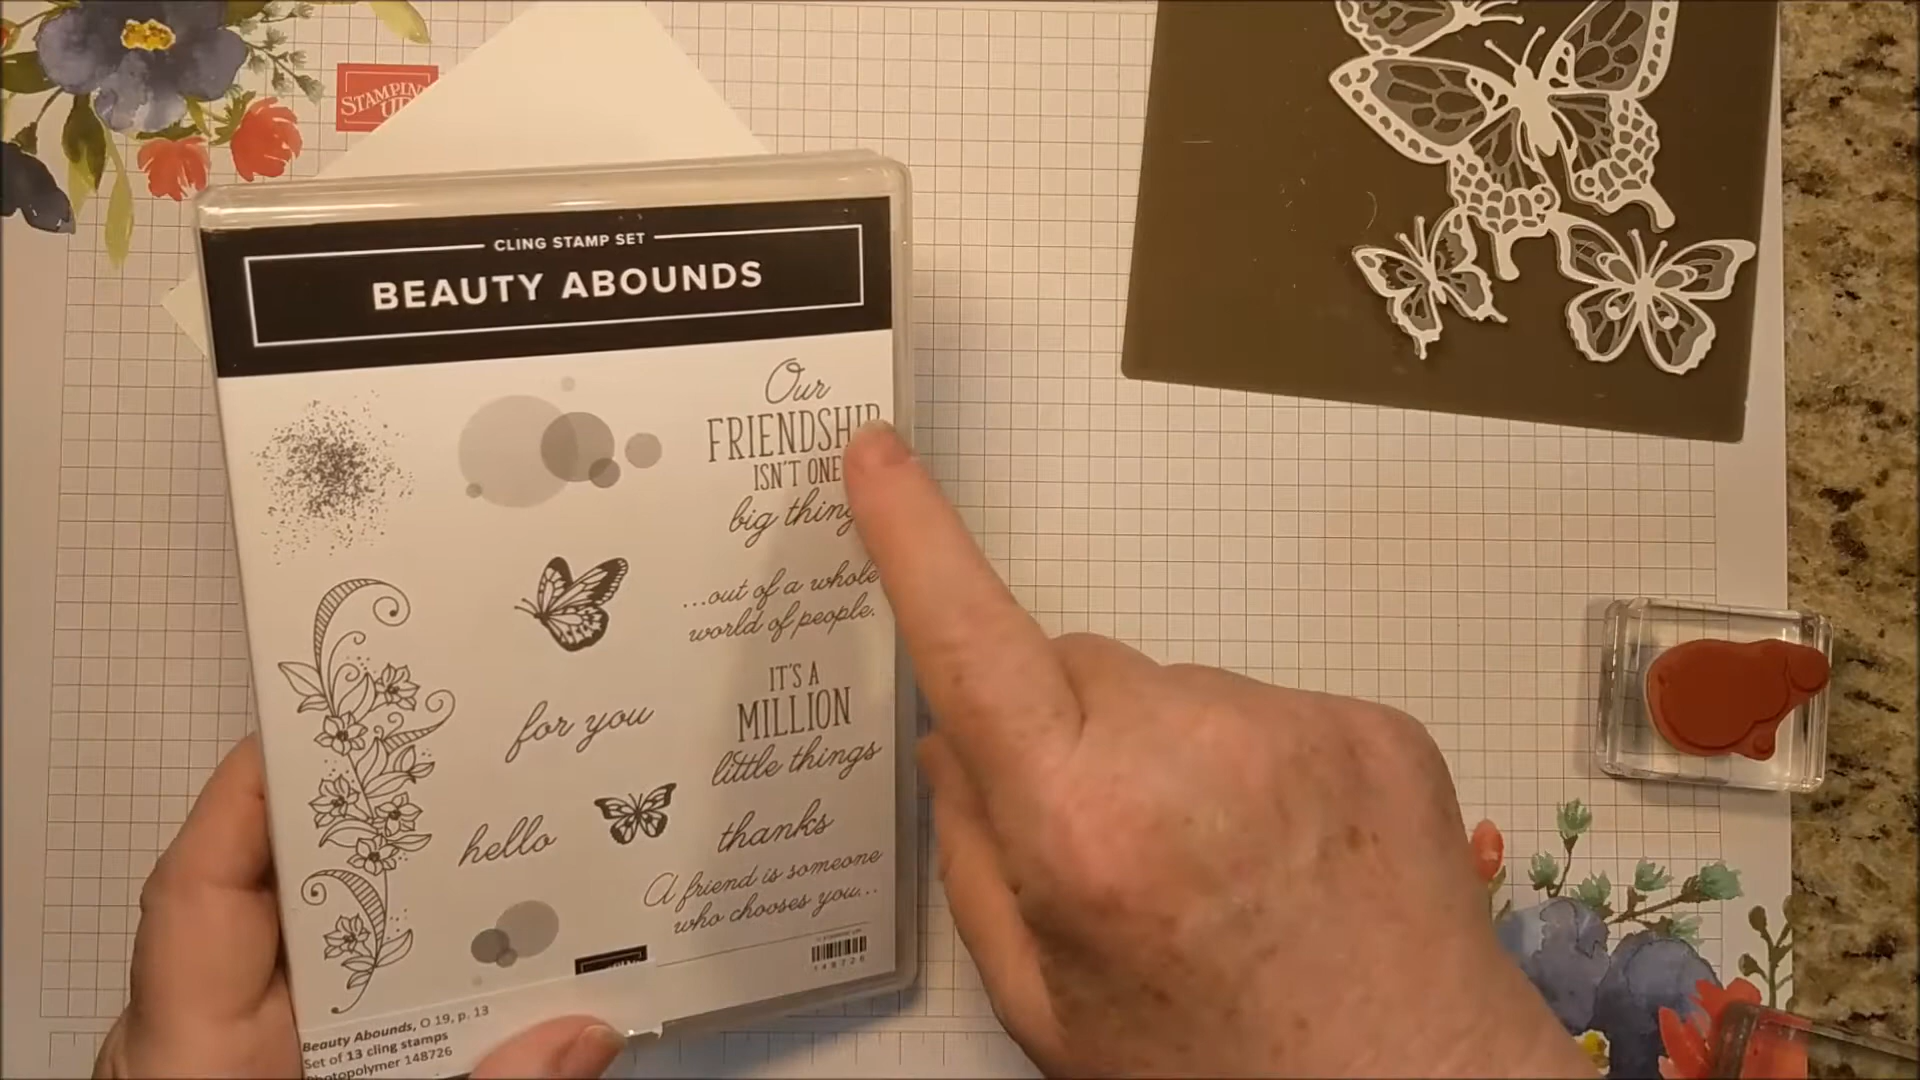 STAMPIN'
UP
CLING STAMP SET
BEAUTY ABOUNDS
Our
FRIENDSHIP
ISN'T ONE
big thing
...out of a whole
world of people.
for you
IT'S A
MILLION
little things
hello
thanks
A friend is someone
who chooses you...
148726
Beauty Abounds, O 19, p. 13
Set of 13 cling stamps
Photopolymer 148726